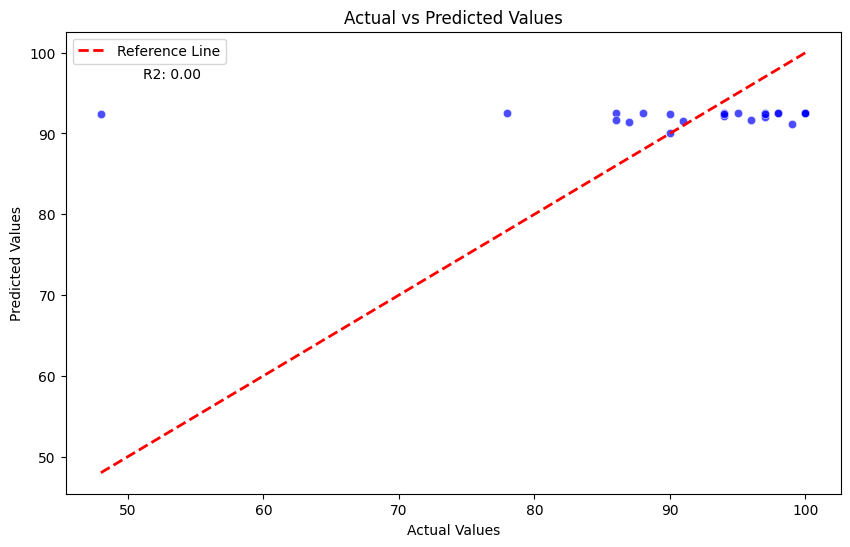 Actual vs Predicted Values
Reference Line
R2: 0.00
100
90
80
70
60
50
Predicted Values
50
60
70
80
90
100
Actual Values